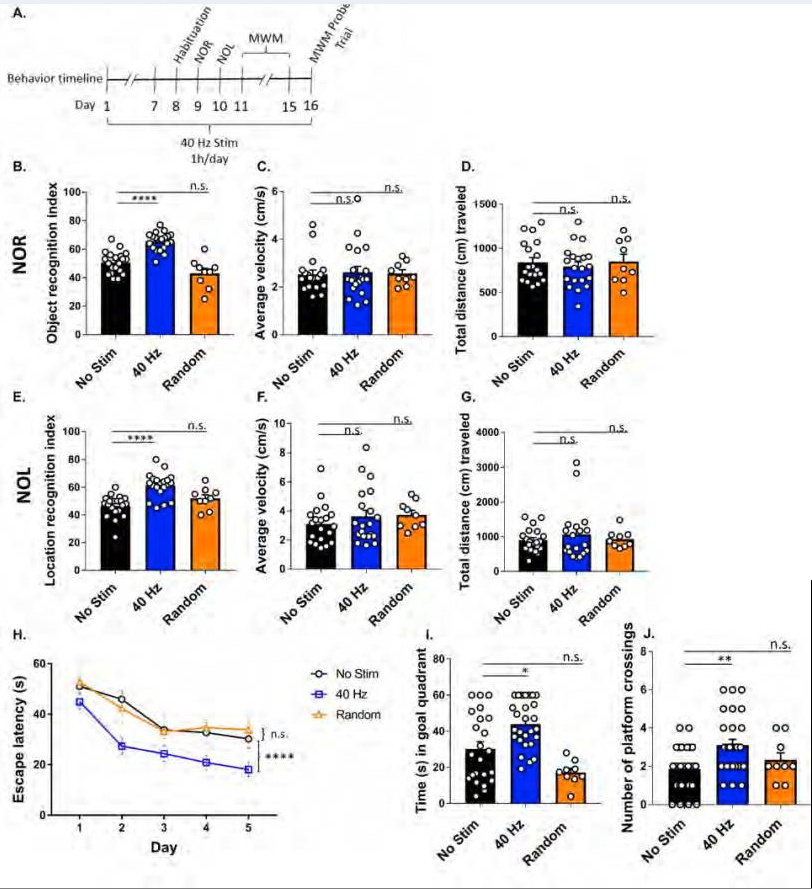 A.
Habituation
NOR
NOL
MWM
MWM Probe
Trial
Behavior timeline
Day 1 7 8 9 10 11 15 16
40 Hz Stim
1h/day
NOR
B.
Object recognition index
100
80
60
40
20
0
n.s.
****
No Stim
40 Hz
Random
C.
Average velocity (cm/s)
6
4
2
0
n.s.
n.s.
No Stim
40 Hz
Random
D.
Total distance (cm) traveled
1500
1000
500
0
n.s.
n.s.
No Stim
40 Hz
Random
NOL
E.
Location recognition index
100
80
60
40
20
0
n.s.
****
No Stim
40 Hz
Random
F.
Average velocity (cm/s)
10
8
6
4
2
0
n.s.
n.s.
No Stim
40 Hz
Random
G.
Total distance (cm) traveled
4000
3000
2000
1000
0
n.s.
n.s.
No Stim
40 Hz
Random
H.
Escape latency (s)
60
40
20
0
1 2 3 4 5
Day
No Stim
40 Hz
Random
n.s.
****
I.
Time (s) in goal quadrant
80
60
40
20
0
n.s.
*
No Stim
40 Hz
Random
J.
Number of platform crossings
8
6
4
2
0
n.s.
**
No Stim
40 Hz
Random